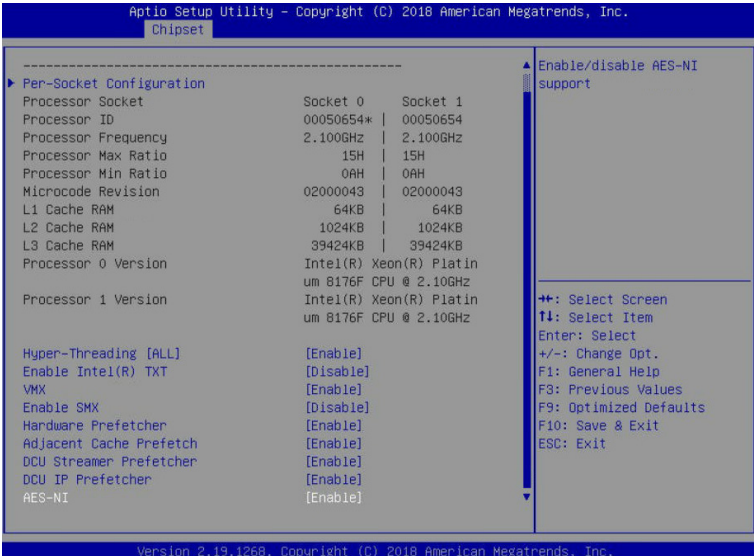 Aptio Setup Utility – Copyright (C) 2018 American Megatrends, Inc.
Chipset
----------------------------------------------------
Per-Socket Configuration
Processor Socket Socket 0 Socket 1
Processor ID 00050654* | 00050654
Processor Frequency 2.100GHz | 2.100GHz
Processor Max Ratio 15H | 15H
Processor Min Ratio 0AH | 0AH
Microcode Revision 02000043 | 02000043
L1 Cache RAM 64KB | 64KB
L2 Cache RAM 1024KB | 1024KB
L3 Cache RAM 39424KB | 39424KB
Processor 0 Version Intel(R) Xeon(R) Platin
um 8176F CPU @ 2.10GHz
Processor 1 Version Intel(R) Xeon(R) Platin
um 8176F CPU @ 2.10GHz
Hyper-Threading [ALL] [Enable]
Enable Intel(R) TXT [Disable]
VMX [Enable]
Enable SMX [Disable]
Hardware Prefetcher [Enable]
Adjacent Cache Prefetch [Enable]
DCU Streamer Prefetcher [Enable]
DCU IP Prefetcher [Enable]
AES-NI [Enable]
Enable/disable AES-NI
support
→←: Select Screen
↑↓: Select Item
Enter: Select
+/-: Change Opt.
F1: General Help
F3: Previous Values
F9: Optimized Defaults
F10: Save & Exit
ESC: Exit
Version 2.19.1268. Copyright (C) 2018 American Megatrends, Inc.